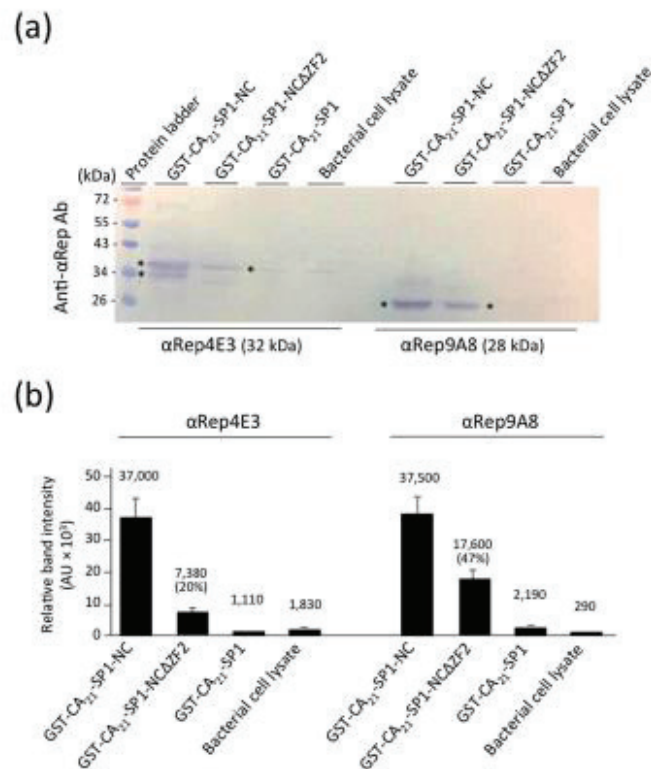 (a)
Protein ladder
GST-CA₂₁-SP1-NC
GST-CA₂₁-SP1-NCΔZF2
GST-CA₂₁-SP1
Bacterial cell lysate
GST-CA₂₁-SP1-NC
GST-CA₂₁-SP1-NCΔZF2
GST-CA₂₁-SP1
Bacterial cell lysate
(kDa)
72
55
43
34
26
Anti-αRep Ab
αRep4E3 (32 kDa)
αRep9A8 (28 kDa)
(b)
αRep4E3
αRep9A8
Relative band intensity
(AU × 10³)
50
40
30
20
10
0
37,000
7,380
(20%)
1,110
1,830
37,500
17,600
(47%)
2,190
290
GST-CA₂₁-SP1-NC
GST-CA₂₁-SP1-NCΔZF2
GST-CA₂₁-SP1
Bacterial cell lysate
GST-CA₂₁-SP1-NC
GST-CA₂₁-SP1-NCΔZF2
GST-CA₂₁-SP1
Bacterial cell lysate